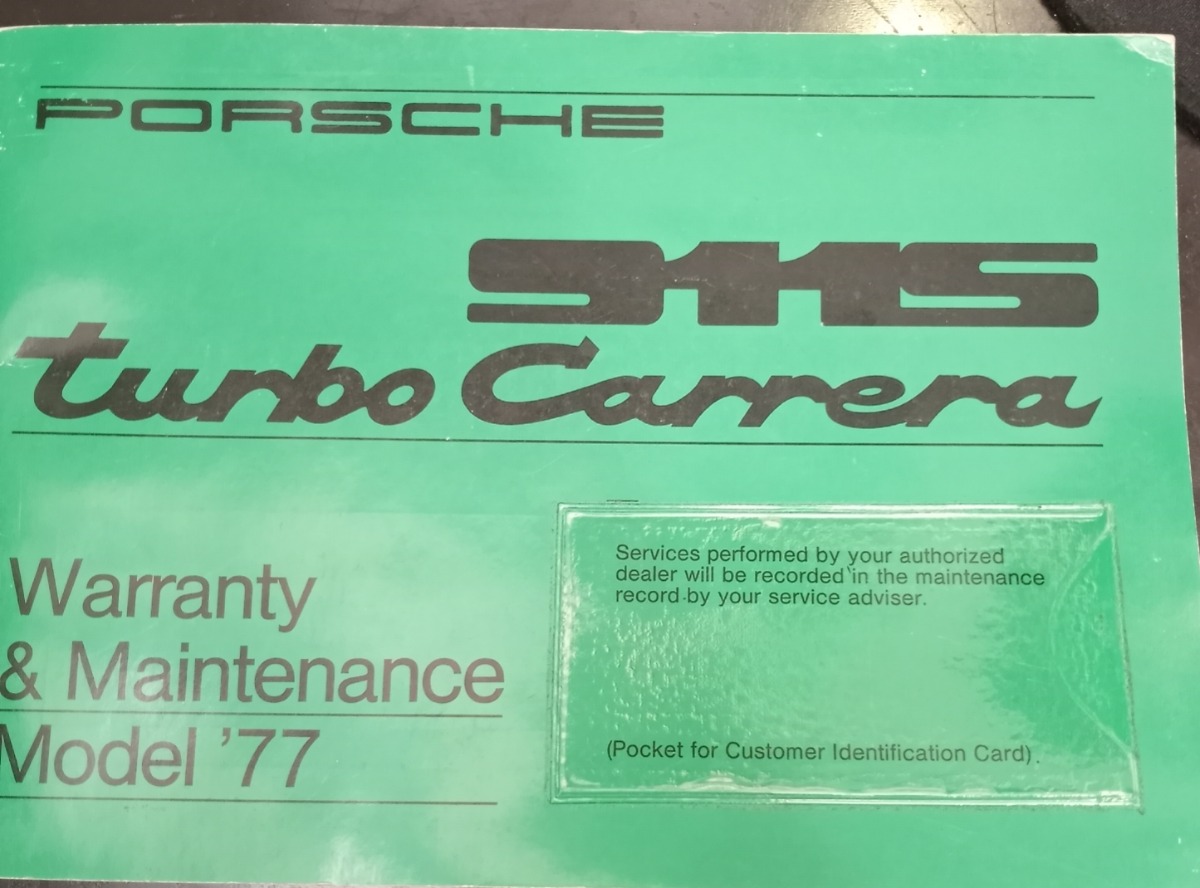 PORSCHE
911S
turbo Carrera
Warranty
& Maintenance
Model '77
Services performed by your authorized
dealer will be recorded in the maintenance
record by your service adviser.
(Pocket for Customer Identification Card).